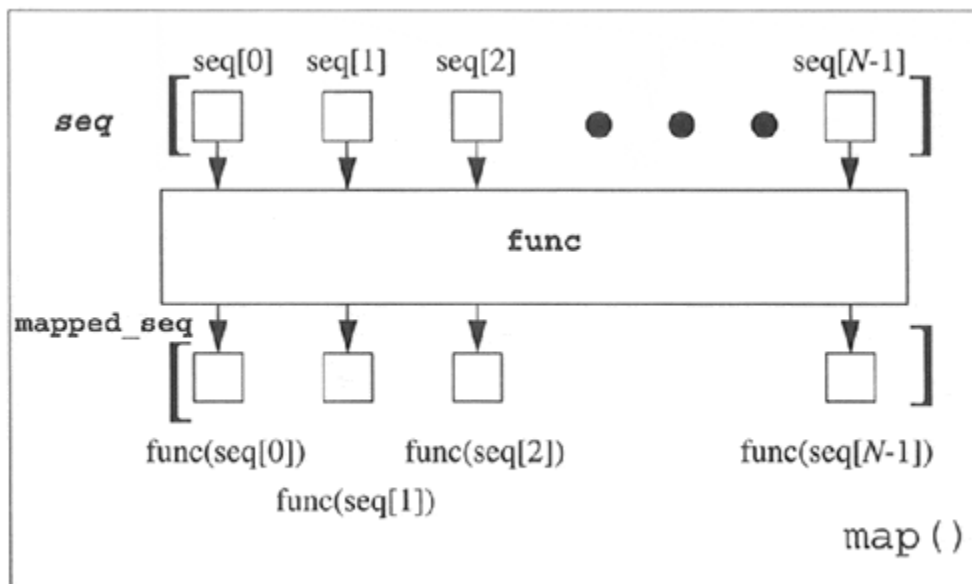 seq[0] seq[1] seq[2] seq[N-1]
seq
func
mapped_seq
func(seq[0]) func(seq[2]) func(seq[N-1])
func(seq[1])
map()